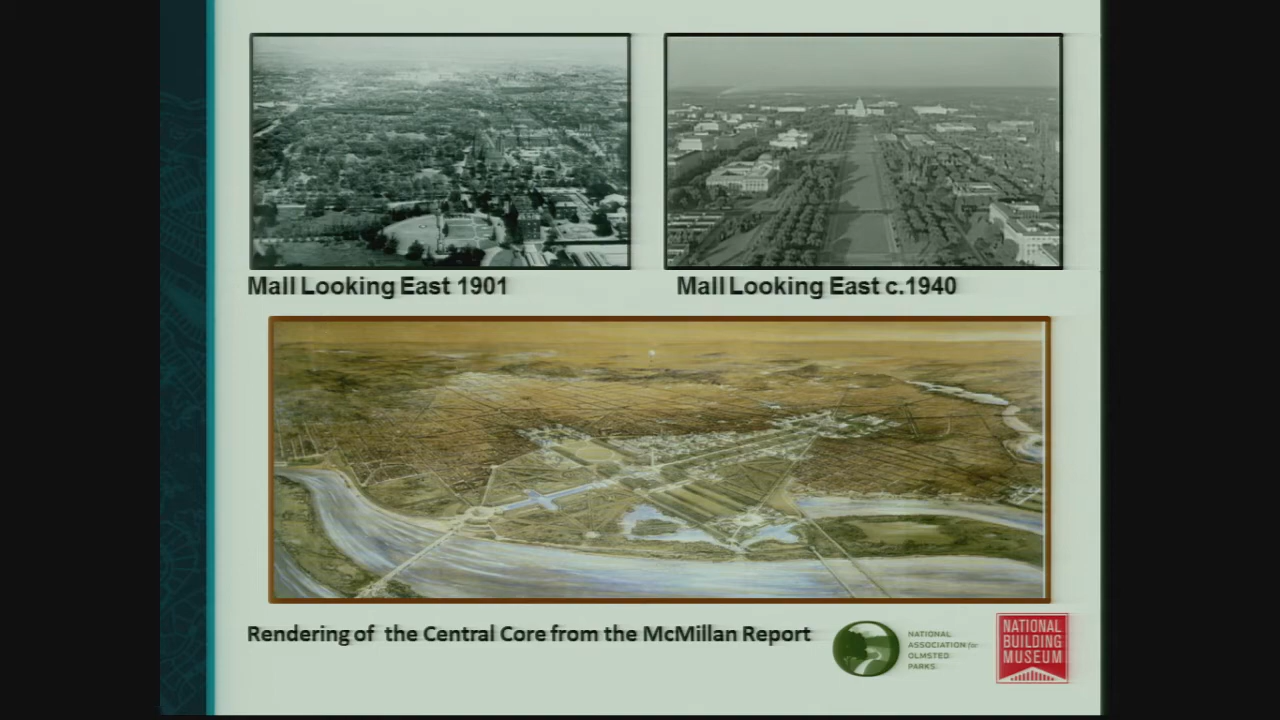 Mall Looking East 1901
Mall Looking East c.1940
Rendering of the Central Core from the McMillan Report
NATIONAL
ASSOCIATION for
OLMSTED
PARKS
NATIONAL
BUILDING
MUSEUM